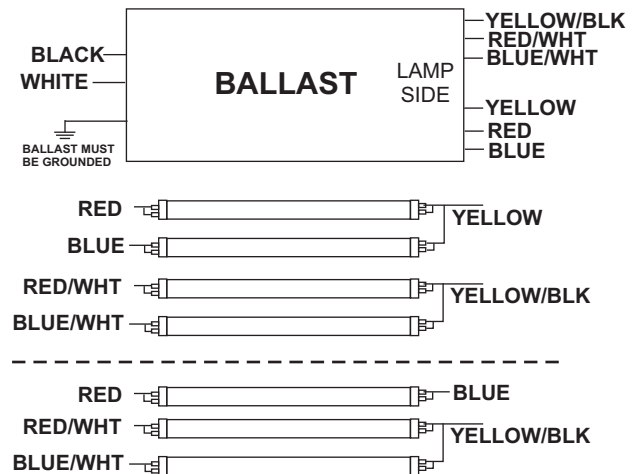 YELLOW/BLK
RED/WHT
BLUE/WHT
BLACK
WHITE
BALLAST
LAMP
SIDE
YELLOW
RED
BLUE
BALLAST MUST
BE GROUNDED
RED
YELLOW
BLUE
RED/WHT
YELLOW/BLK
BLUE/WHT
RED
BLUE
RED/WHT
YELLOW/BLK
BLUE/WHT